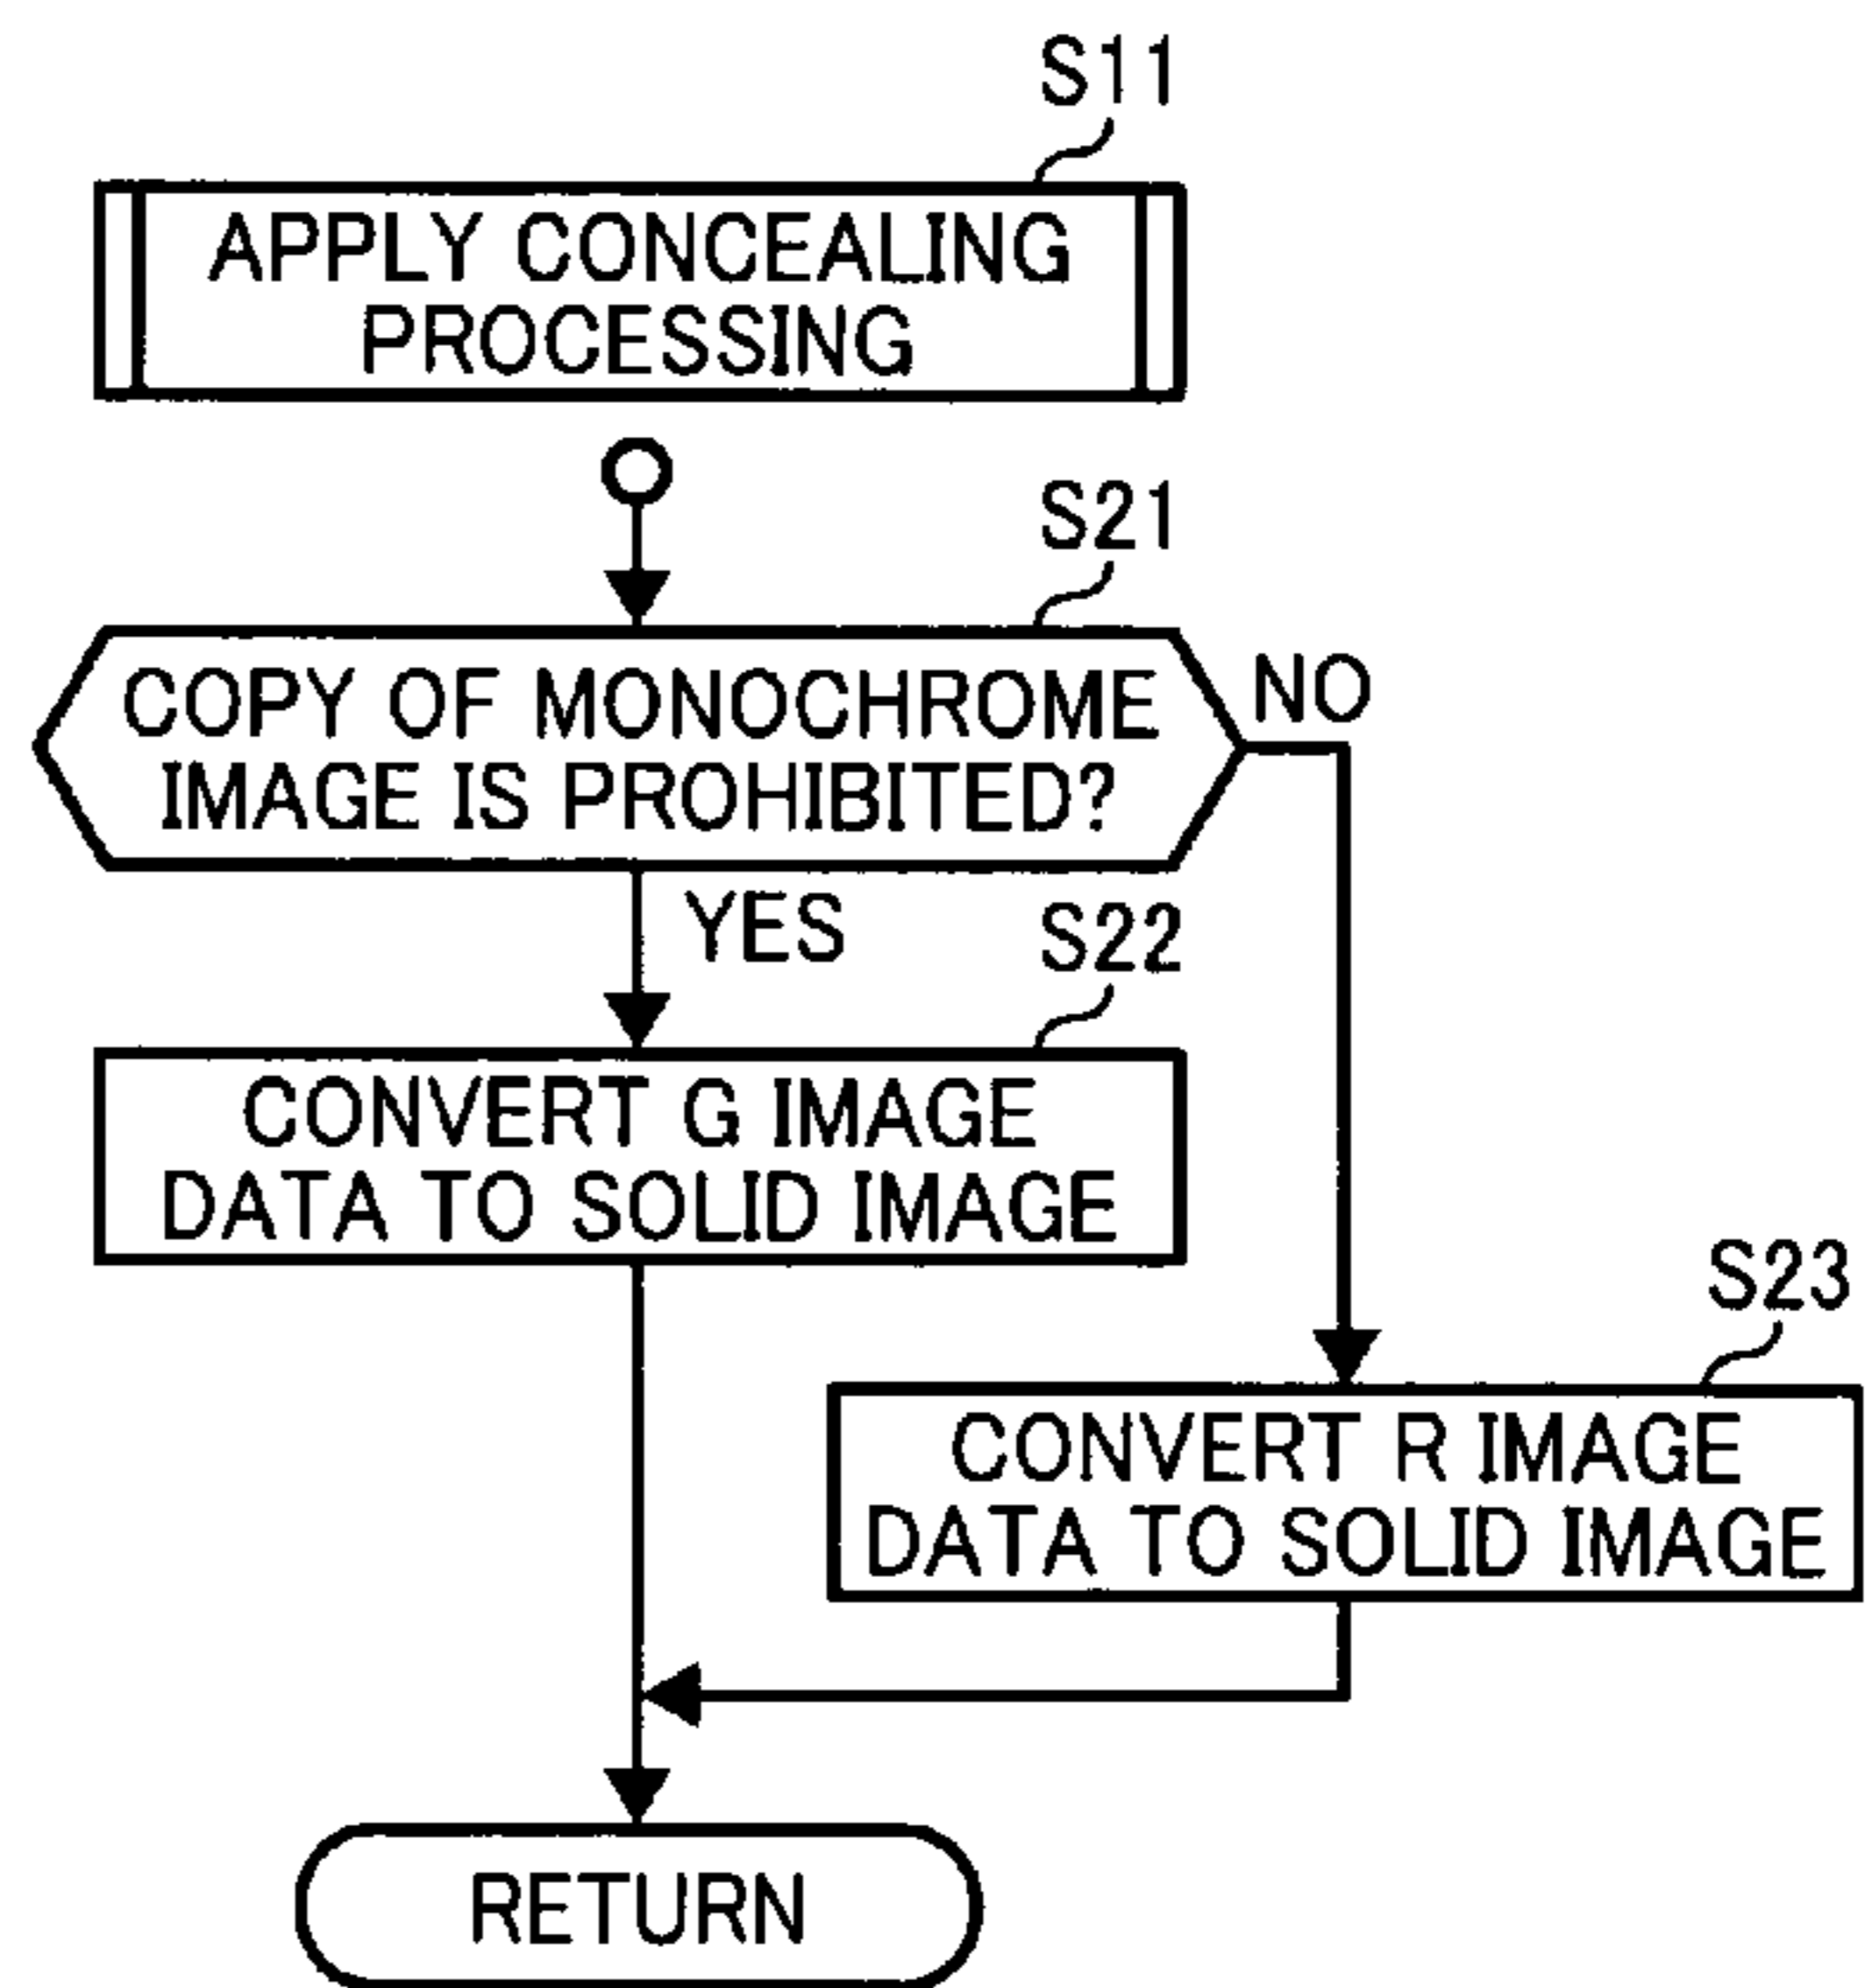 S11
APPLY CONCEALING
PROCESSING
S21
COPY OF MONOCHROME
IMAGE IS PROHIBITED?
NO
YES
S22
CONVERT G IMAGE
DATA TO SOLID IMAGE
S23
CONVERT R IMAGE
DATA TO SOLID IMAGE
RETURN